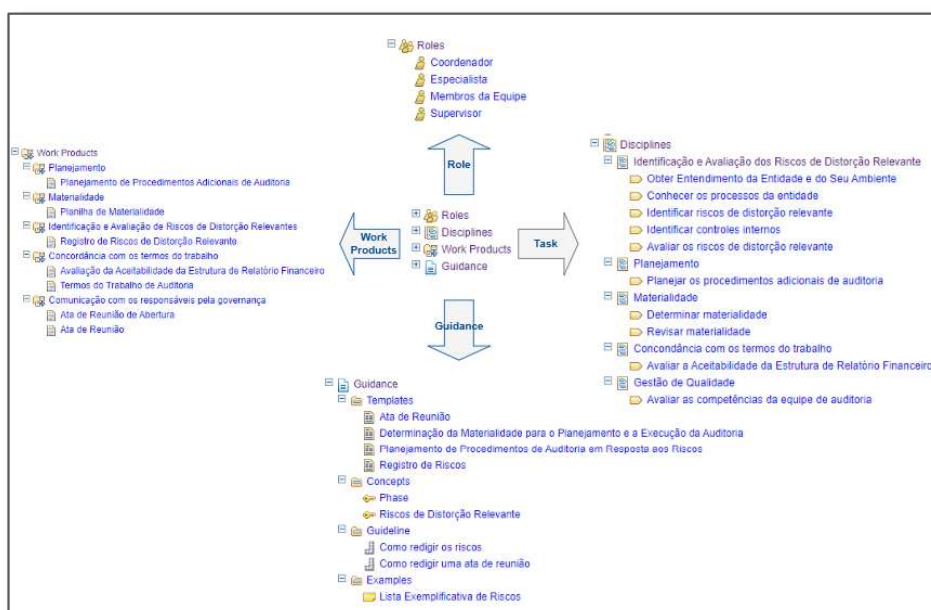 Roles
Coordenador
Especialista
Membros da Equipe
Supervisor
Role
Work Products
Planejamento
Planejamento de Procedimentos Adicionais de Auditoria
Materialidade
Planilha de Materialidade
Identificação e Avaliação de Riscos de Distorção Relevantes
Registro de Riscos de Distorção Relevante
Concordância com os termos do trabalho
Avaliação da Aceitabilidade da Estrutura de Relatório Financeiro
Termos do Trabalho de Auditoria
Comunicação com os responsáveis pela governança
Ata de Reunião de Abertura
Ata de Reunião
Work
Products
Roles
Disciplines
Work Products
Guidance
Task
Disciplines
Identificação e Avaliação dos Riscos de Distorção Relevante
Obter Entendimento da Entidade e do Seu Ambiente
Conhecer os processos da entidade
Identificar riscos de distorção relevante
Identificar controles internos
Avaliar os riscos de distorção relevante
Planejamento
Planejar os procedimentos adicionais de auditoria
Materialidade
Determinar materialidade
Revisar materialidade
Concordância com os termos do trabalho
Avaliar a Aceitabilidade da Estrutura de Relatório Financeiro
Gestão de Qualidade
Avaliar as competências da equipe de auditoria
Guidance
Guidance
Templates
Ata de Reunião
Determinação da Materialidade para o Planejamento e a Execução da Auditoria
Planejamento de Procedimentos de Auditoria em Resposta aos Riscos
Registro de Riscos
Concepts
Phase
Riscos de Distorção Relevante
Guideline
Como redigir os riscos
Como redigir uma ata de reunião
Examples
Lista Exemplificativa de Riscos